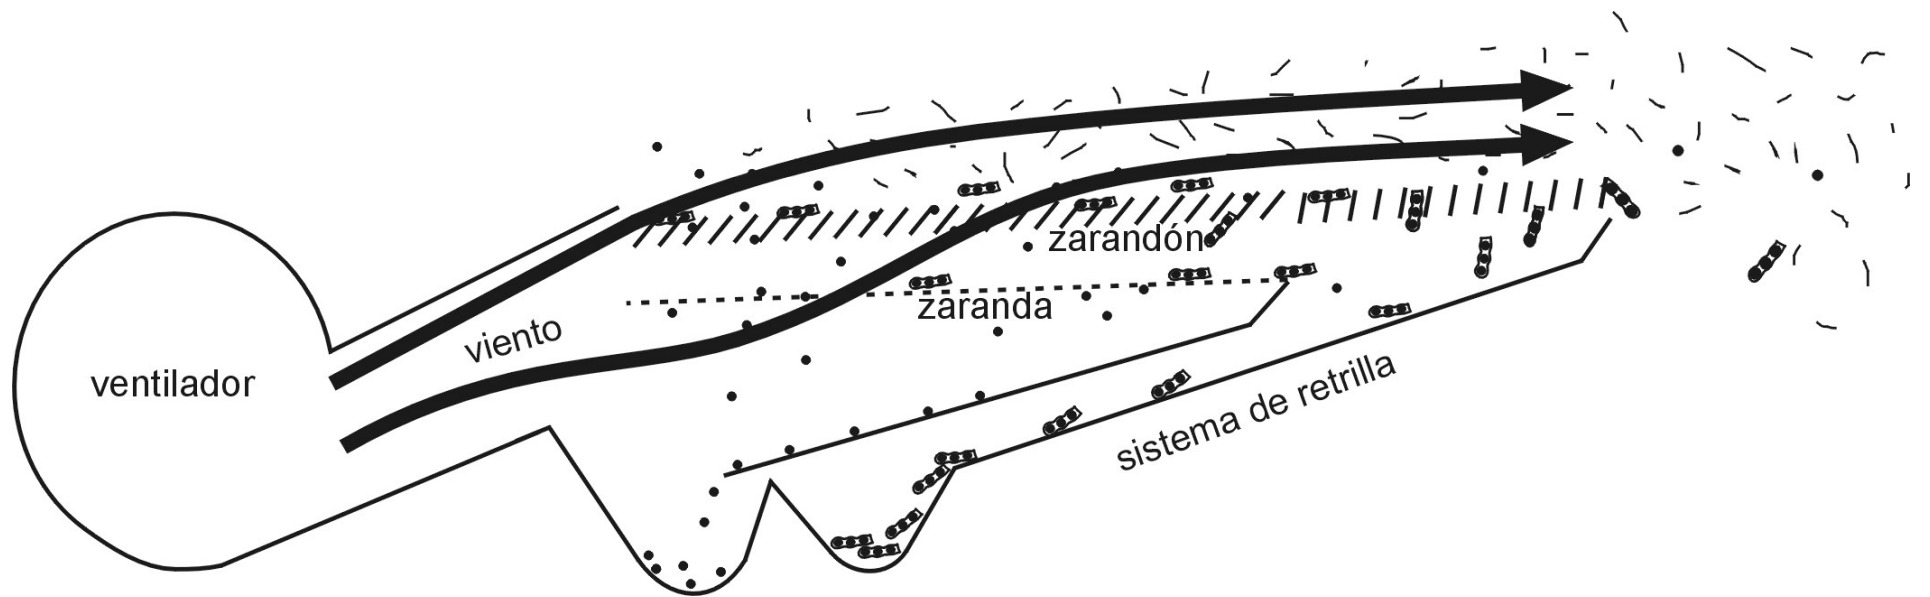 zarandón
zaranda
viento
ventilador
sistema de retrilla